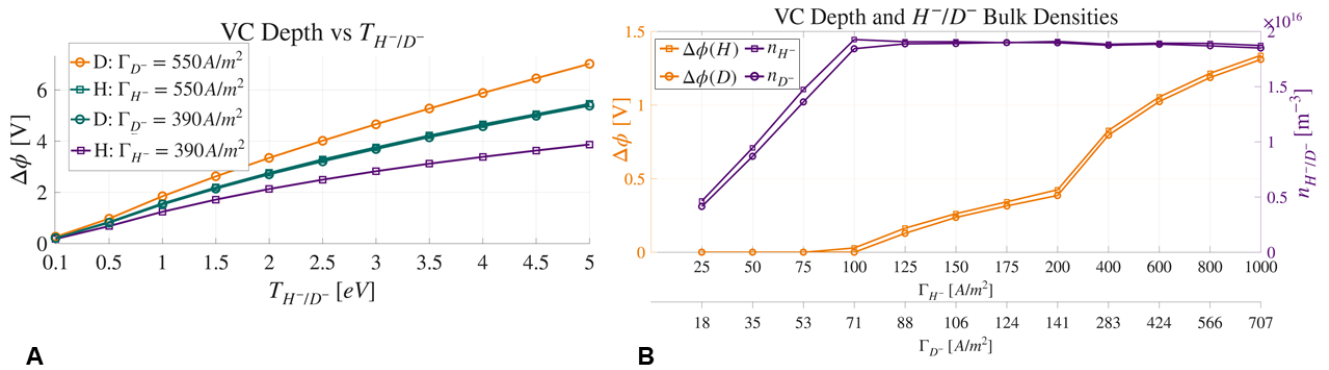 VC Depth vs T_{H⁻/D⁻}
D: Γ_{D⁻} = 550A/m²
H: Γ_{H⁻} = 550A/m²
D: Γ_{D⁻} = 390A/m²
H: Γ_{H⁻} = 390A/m²
Δϕ [V]
6
4
2
0
0.1 0.5 1 1.5 2 2.5 3 3.5 4 4.5 5
T_{H⁻/D⁻} [eV]
A
VC Depth and H⁻/D⁻ Bulk Densities
×10¹⁶
Δϕ(H) n_{H⁻}
Δϕ(D) n_{D⁻}
Δϕ [V]
1.5
1
0.5
0
2
1.5
1
0.5
0
n_{H⁻/D⁻} [m⁻³]
25 50 75 100 125 150 175 200 400 600 800 1000
Γ_{H⁻} [A/m²]
18 35 53 71 88 106 124 141 283 424 566 707
Γ_{D⁻} [A/m²]
B